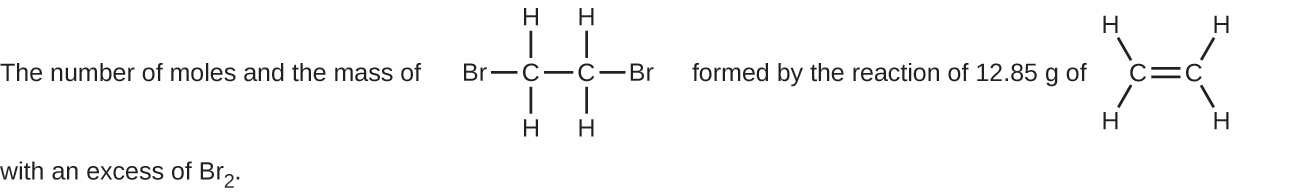 H H H H
The number of moles and the mass of Br—C—C—Br formed by the reaction of 12.85 g of C=C
H H H H
with an excess of Br₂.